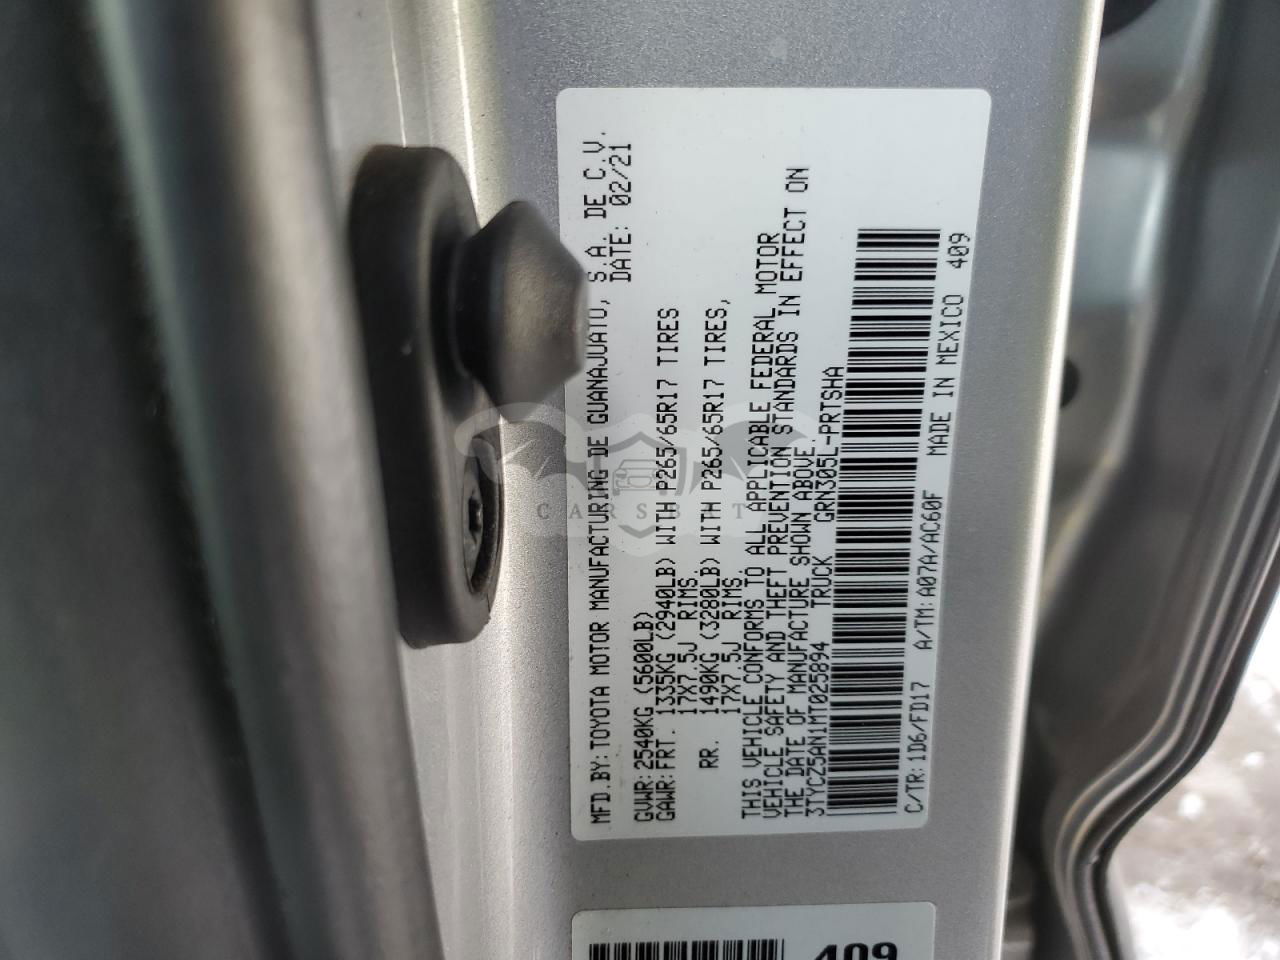 MFD.BY: TOYOTA MOTOR MANUFACTURING DE GUANAJUATO, S.A. DE C.V.
DATE: 02/21
GVWR: 2540KG (5600LB)
GAWR: FRT. 1335KG (2940LB) WITH P265/65R17 TIRES
17X7.5J RIMS.
RR. 1490KG (3280LB) WITH P265/65R17 TIRES,
17X7.5J RIMS.
THIS VEHICLE CONFORMS TO ALL APPLICABLE FEDERAL MOTOR
VEHICLE SAFETY AND THEFT PREVENTION STANDARDS IN EFFECT ON
THE DATE OF MANUFACTURE SHOWN ABOVE.
3TYCZ5AN1MT025894 TRUCK GRN305L-PRTSHA
C/TR: 1D6/FD17 A/TM: A07A/AC60F MADE IN MEXICO 409
409